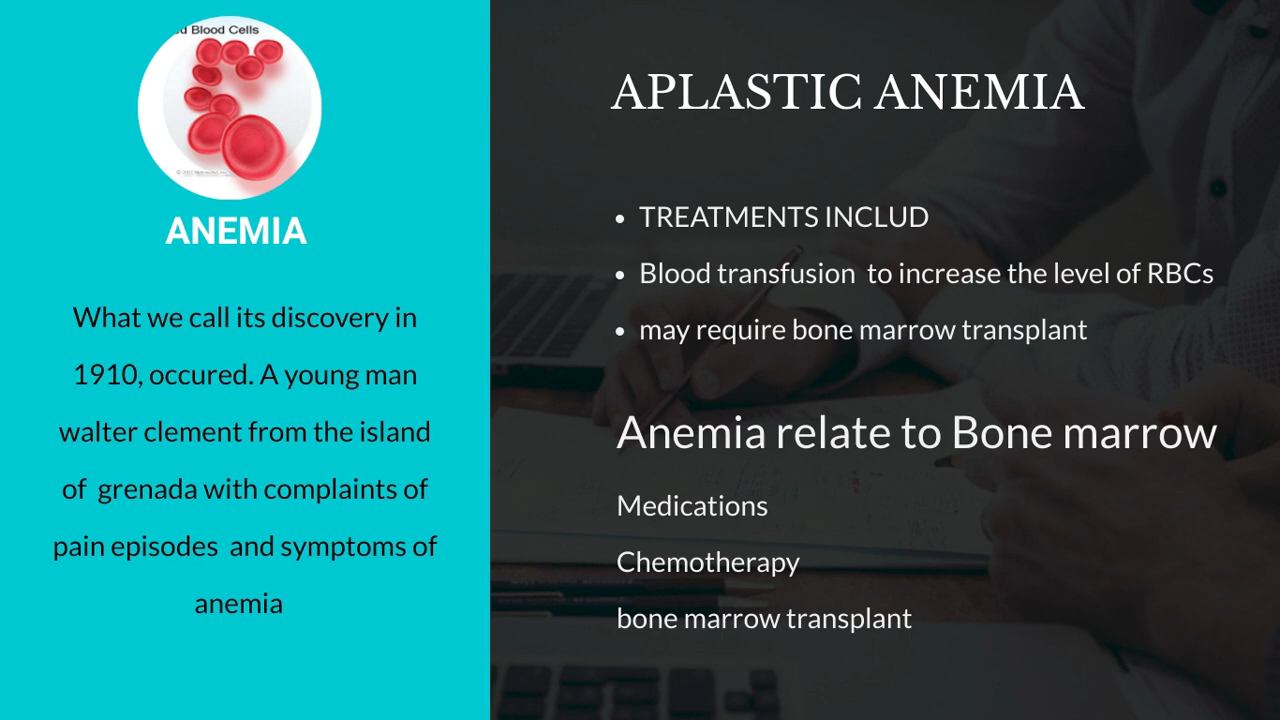 d Blood Cells
ANEMIA
What we call its discovery in
1910, occured. A young man
walter clement from the island
of grenada with complaints of
pain episodes and symptoms of
anemia
APLASTIC ANEMIA
• TREATMENTS INCLUD
• Blood transfusion to increase the level of RBCs
• may require bone marrow transplant
Anemia relate to Bone marrow
Medications
Chemotherapy
bone marrow transplant